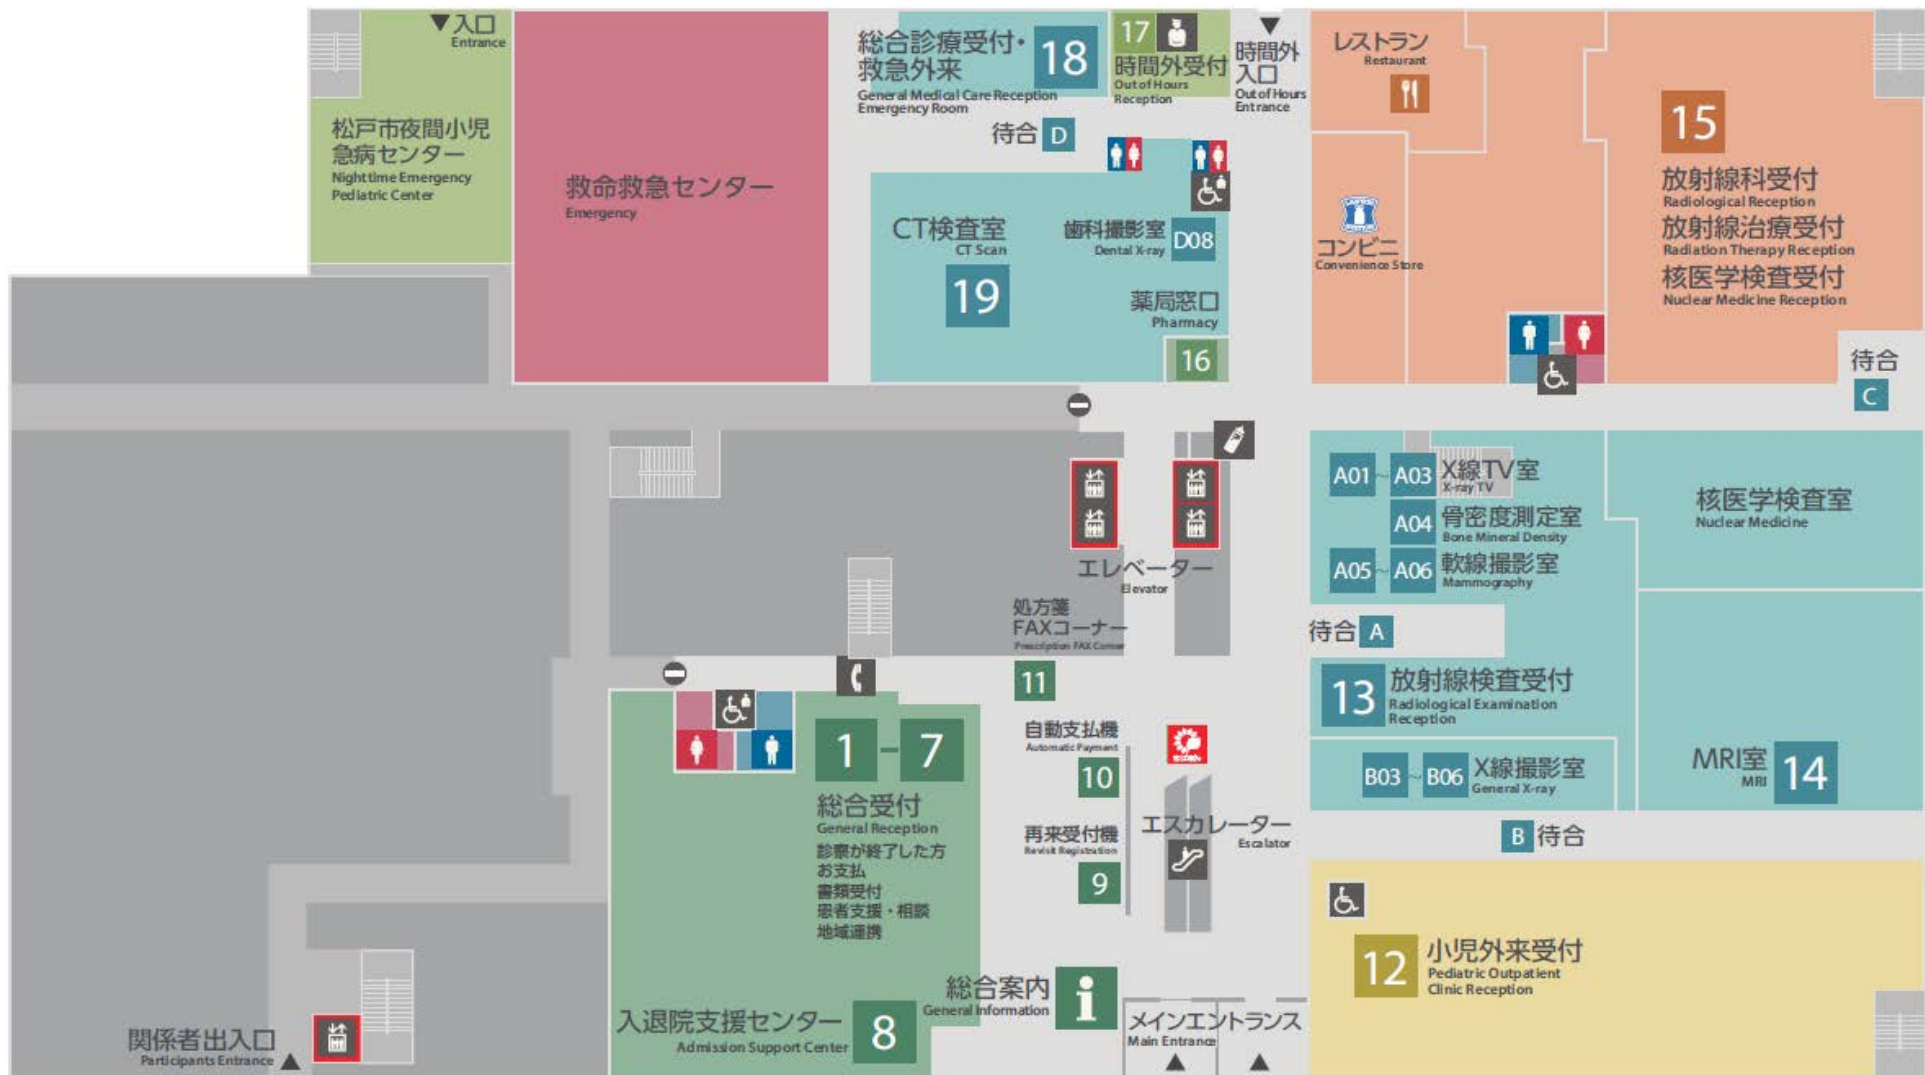 ▼入口
Entrance
松戸市夜間小児
急病センター
Nighttime Emergency
Pediatric Center
救命救急センター
Emergency
総合診療受付・
救急外来
General Medical Care Reception
Emergency Room
18
17
時間外受付
Out of Hours
Reception
▼
時間外
入口
Out of Hours
Entrance
待合 D
CT検査室
CT Scan
19
歯科撮影室
Dental X-ray
D08
薬局窓口
Pharmacy
16
レストラン
Restaurant
コンビニ
Convenience Store
15
放射線科受付
Radiological Reception
放射線治療受付
Radiation Therapy Reception
核医学検査受付
Nuclear Medicine Reception
待合
C
A01 ~ A03 X線TV室
X-ray TV
A04 骨密度測定室
Bone Mineral Density
A05 ~ A06 軟線撮影室
Mammography
核医学検査室
Nuclear Medicine
待合 A
13 放射線検査受付
Radiological Examination
Reception
B03 ~ B06 X線撮影室
General X-ray
MRI室
MRI
14
B 待合
エレベーター
Elevator
処方箋
FAXコーナー
Prescription FAX Corner
11
自動支払機
Automatic Payment
10
再来受付機
Revisit Registration
9
エスカレーター
Escalator
1 - 7
総合受付
General Reception
診察が終了した方
お支払
書類受付
患者支援・相談
地域連携
総合案内
General Information
i
入退院支援センター
Admission Support Center
8
メインエントランス
Main Entrance
▲ ▲
12
小児外来受付
Pediatric Outpatient
Clinic Reception
関係者出入口
Participants Entrance ▲